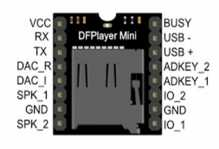 VCC
RX
TX
DAC_R
DAC_I
SPK_1
GND
SPK_2
DFPlayer Mini
BUSY
USB -
USB +
ADKEY_2
ADKEY_1
IO_2
GND
IO_1